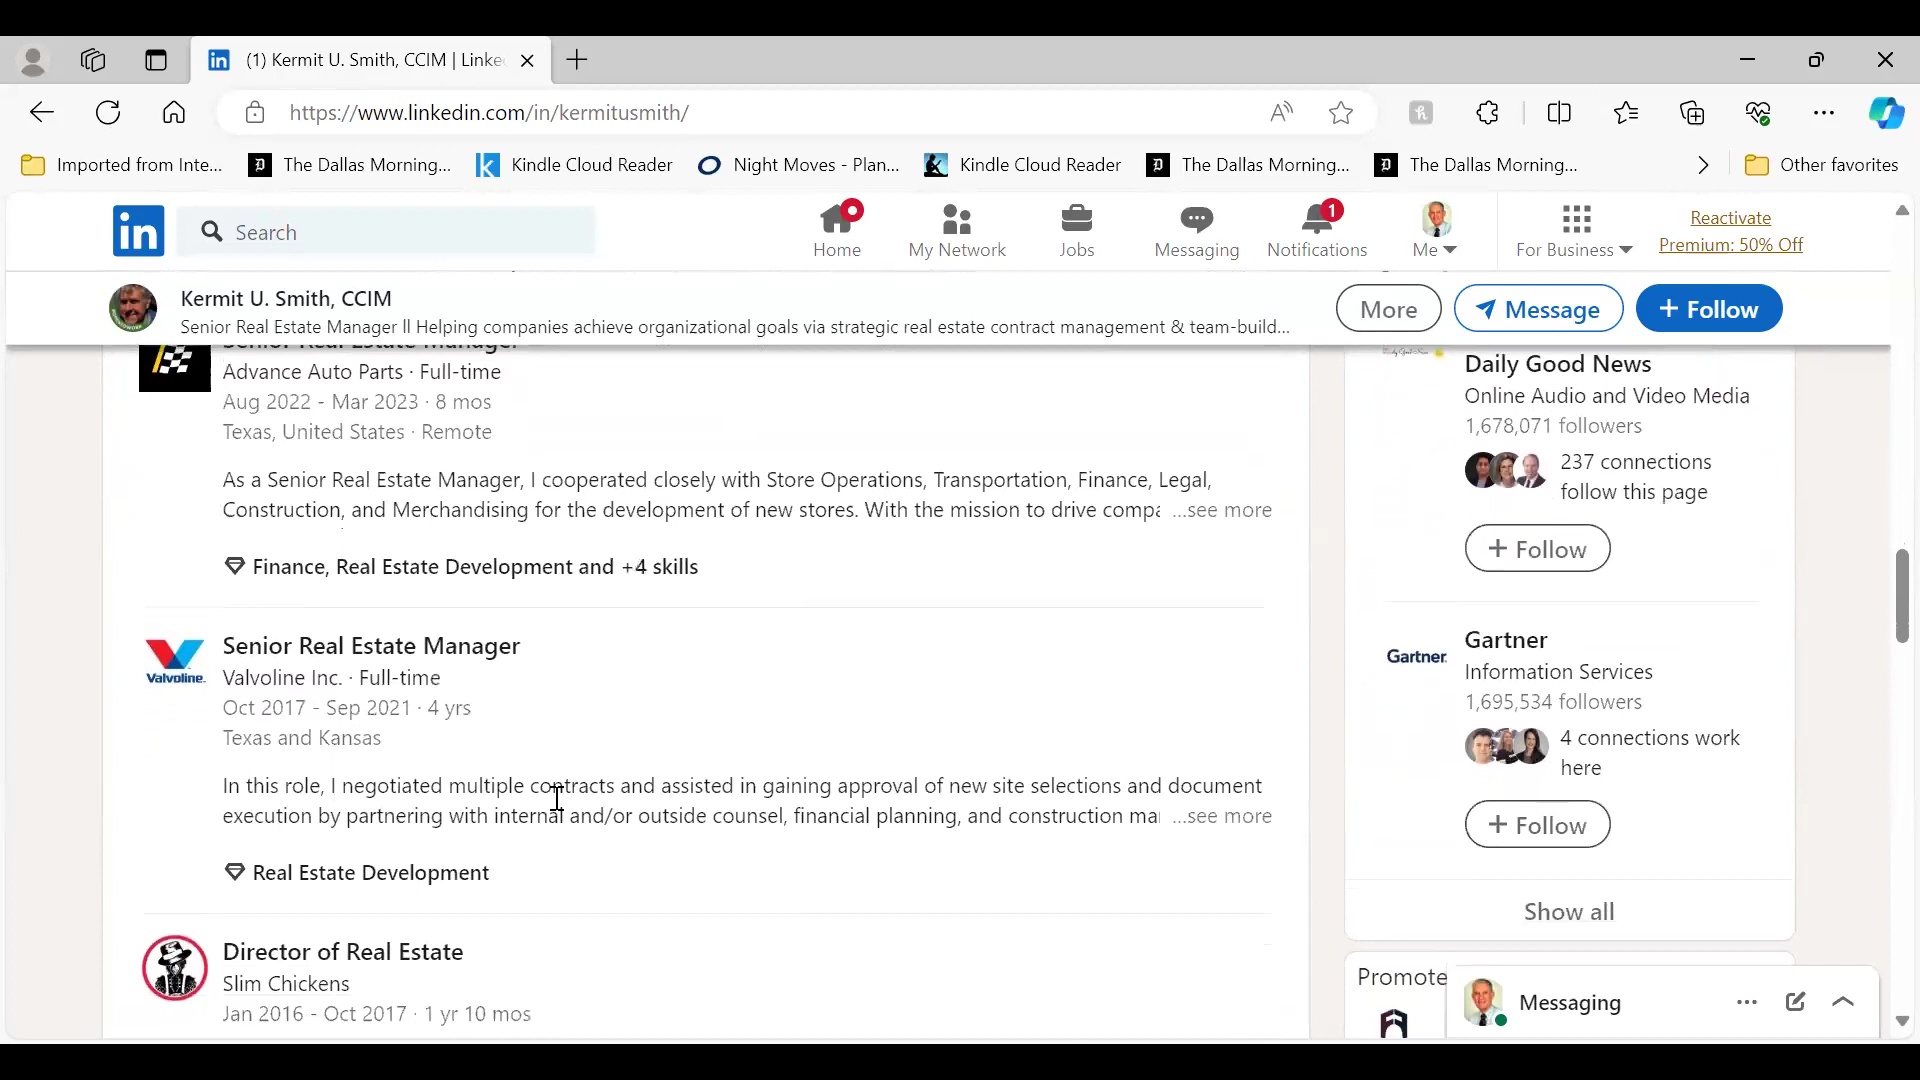 (1) Kermit U. Smith, CCIM | Linke
https://www.linkedin.com/in/kermitusmith/
Imported from Inte...
The Dallas Morning...
Kindle Cloud Reader
Night Moves - Plan...
Kindle Cloud Reader
The Dallas Morning...
The Dallas Morning...
Other favorites
in
Search
Home
My Network
Jobs
Messaging
1
Notifications
Me
For Business
Reactivate
Premium: 50% Off
Kermit U. Smith, CCIM
Senior Real Estate Manager ll Helping companies achieve organizational goals via strategic real estate contract management & team-build...
More
Message
+ Follow
Senior Real Estate Manager
Advance Auto Parts · Full-time
Aug 2022 - Mar 2023 · 8 mos
Texas, United States · Remote
As a Senior Real Estate Manager, I cooperated closely with Store Operations, Transportation, Finance, Legal,
Construction, and Merchandising for the development of new stores. With the mission to drive compa ...see more
Finance, Real Estate Development and +4 skills
Valvoline.
Senior Real Estate Manager
Valvoline Inc. · Full-time
Oct 2017 - Sep 2021 · 4 yrs
Texas and Kansas
In this role, I negotiated multiple contracts and assisted in gaining approval of new site selections and document
execution by partnering with internal and/or outside counsel, financial planning, and construction ma ...see more
Real Estate Development
Director of Real Estate
Slim Chickens
Jan 2016 - Oct 2017 · 1 yr 10 mos
Daily Good News
Online Audio and Video Media
1,678,071 followers
237 connections
follow this page
+ Follow
Gartner.
Gartner
Information Services
1,695,534 followers
4 connections work
here
+ Follow
Show all
Promote
Messaging